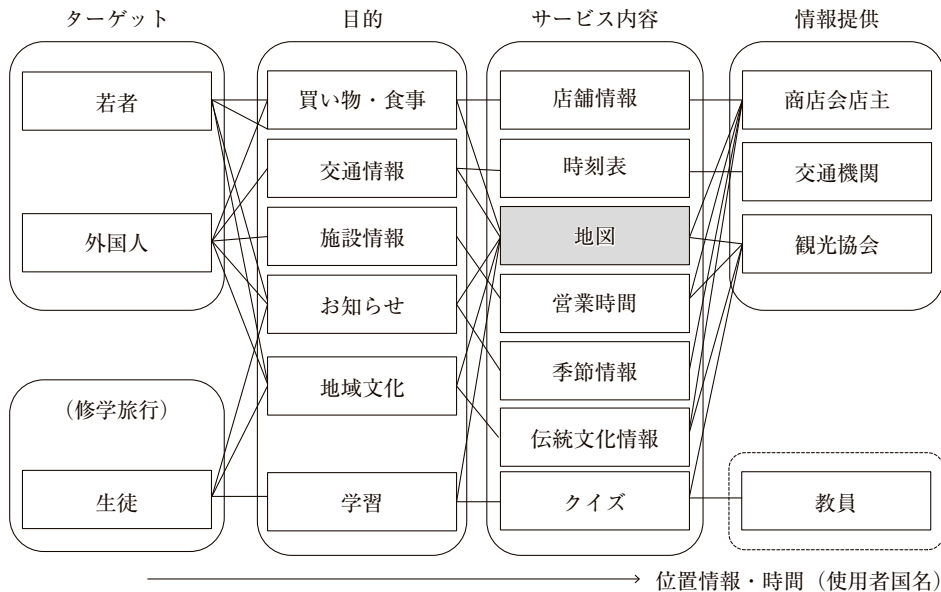 ターゲット
目的
サービス内容
情報提供
若者
外国人
(修学旅行)
生徒
買い物・食事
交通情報
施設情報
お知らせ
地域文化
学習
店舗情報
時刻表
地図
営業時間
季節情報
伝統文化情報
クイズ
商店会店主
交通機関
観光協会
教員
位置情報・時間(使用者国名)